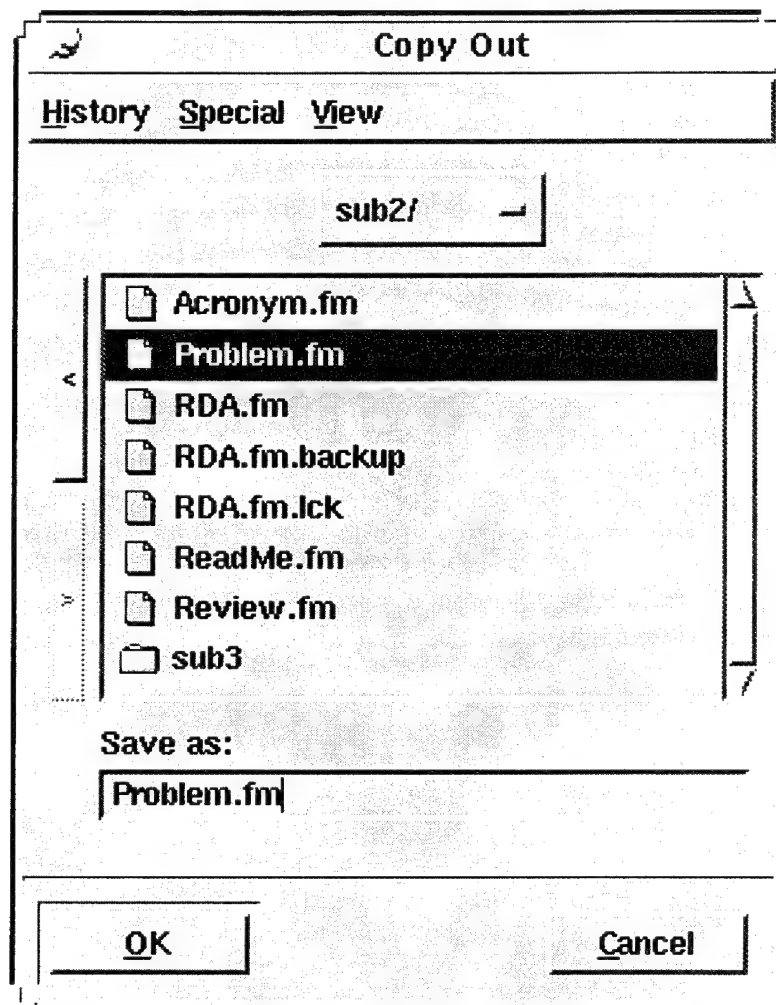 Copy Out
History Special View
sub2/
Acronym.fm
Problem.fm
<
RDA.fm
RDA.fm.backup
RDA.fm.lck
ReadMe.fm
>
Review.fm
sub3
Save as:
Problem.fm
OK Cancel